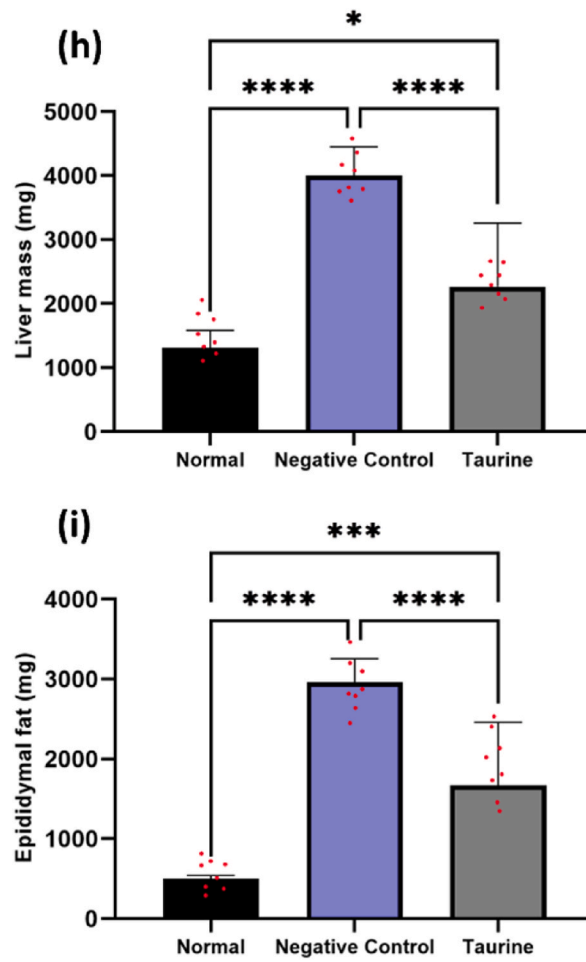 (h)
*
**** ****
5000
4000
3000
2000
1000
0
Liver mass (mg)
Normal Negative Control Taurine
(i)
***
**** ****
4000
3000
2000
1000
0
Epididymal fat (mg)
Normal Negative Control Taurine